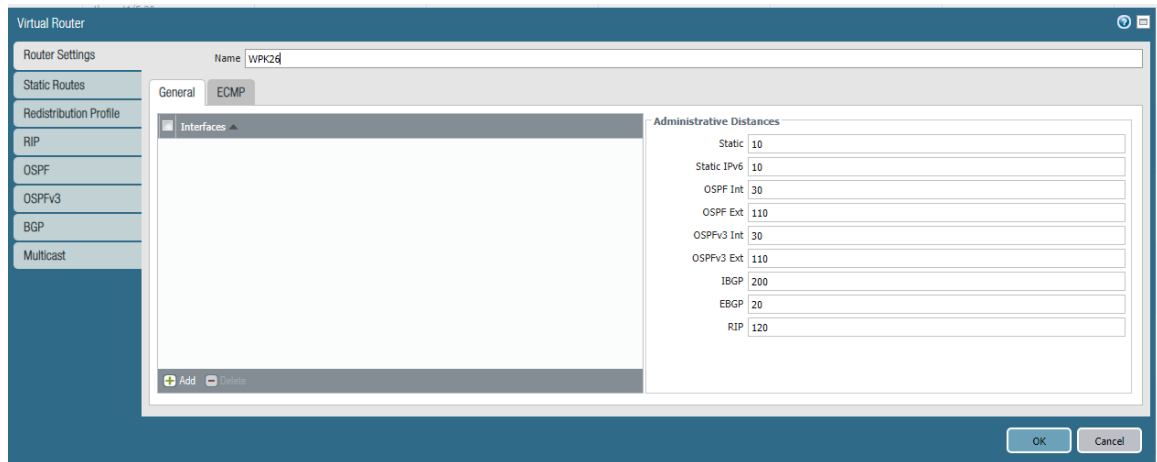 Virtual Router
Router Settings
Static Routes
Redistribution Profile
RIP
OSPF
OSPFv3
BGP
Multicast
Name WPK26
General ECMP
Interfaces
Add Delete
Administrative Distances
Static 10
Static IPv6 10
OSPF Int 30
OSPF Ext 110
OSPFv3 Int 30
OSPFv3 Ext 110
IBGP 200
EBGP 20
RIP 120
OK Cancel